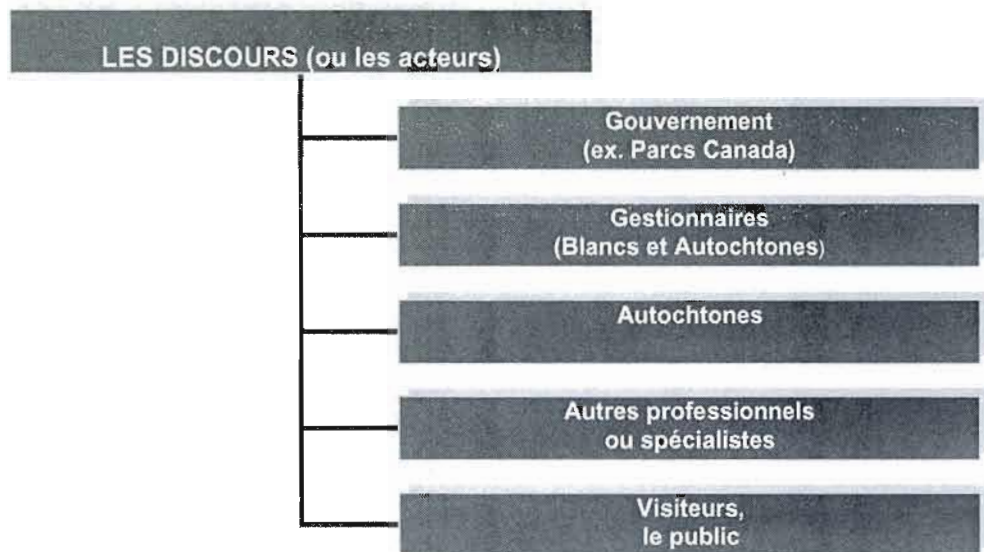 LES DISCOURS (ou les acteurs)
Gouvernement
(ex. Parcs Canada)
Gestionnaires
(Blancs et Autochtones)
Autochtones
Autres professionnels
ou spécialistes
Visiteurs,
le public